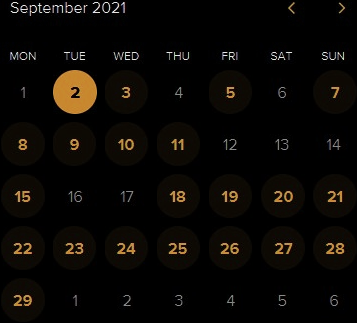 September 2021
MON TUE WED THU FRI SAT SUN
1 2 3 4 5 6 7
8 9 10 11 12 13 14
15 16 17 18 19 20 21
22 23 24 25 26 27 28
29 1 2 3 4 5 6